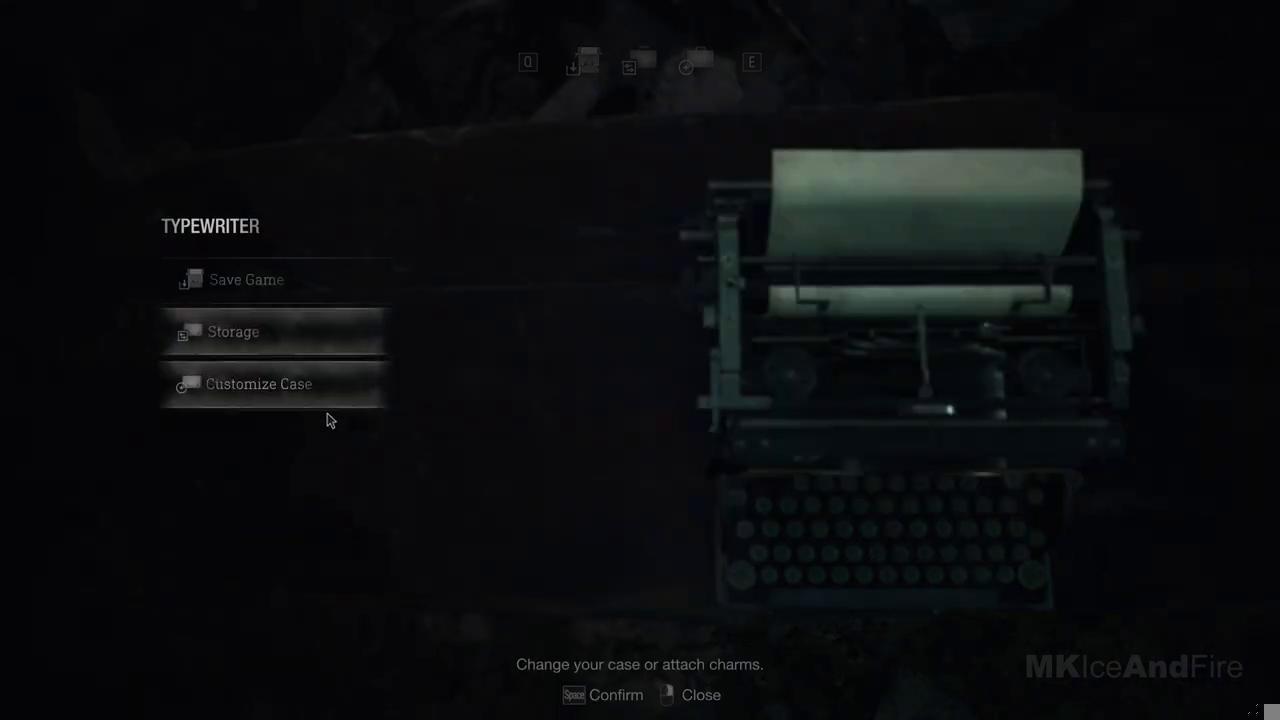 Q E
TYPEWRITER
Save Game
Storage
Customize Case
Change your case or attach charms.
Space Confirm Close
MKIceAndFire